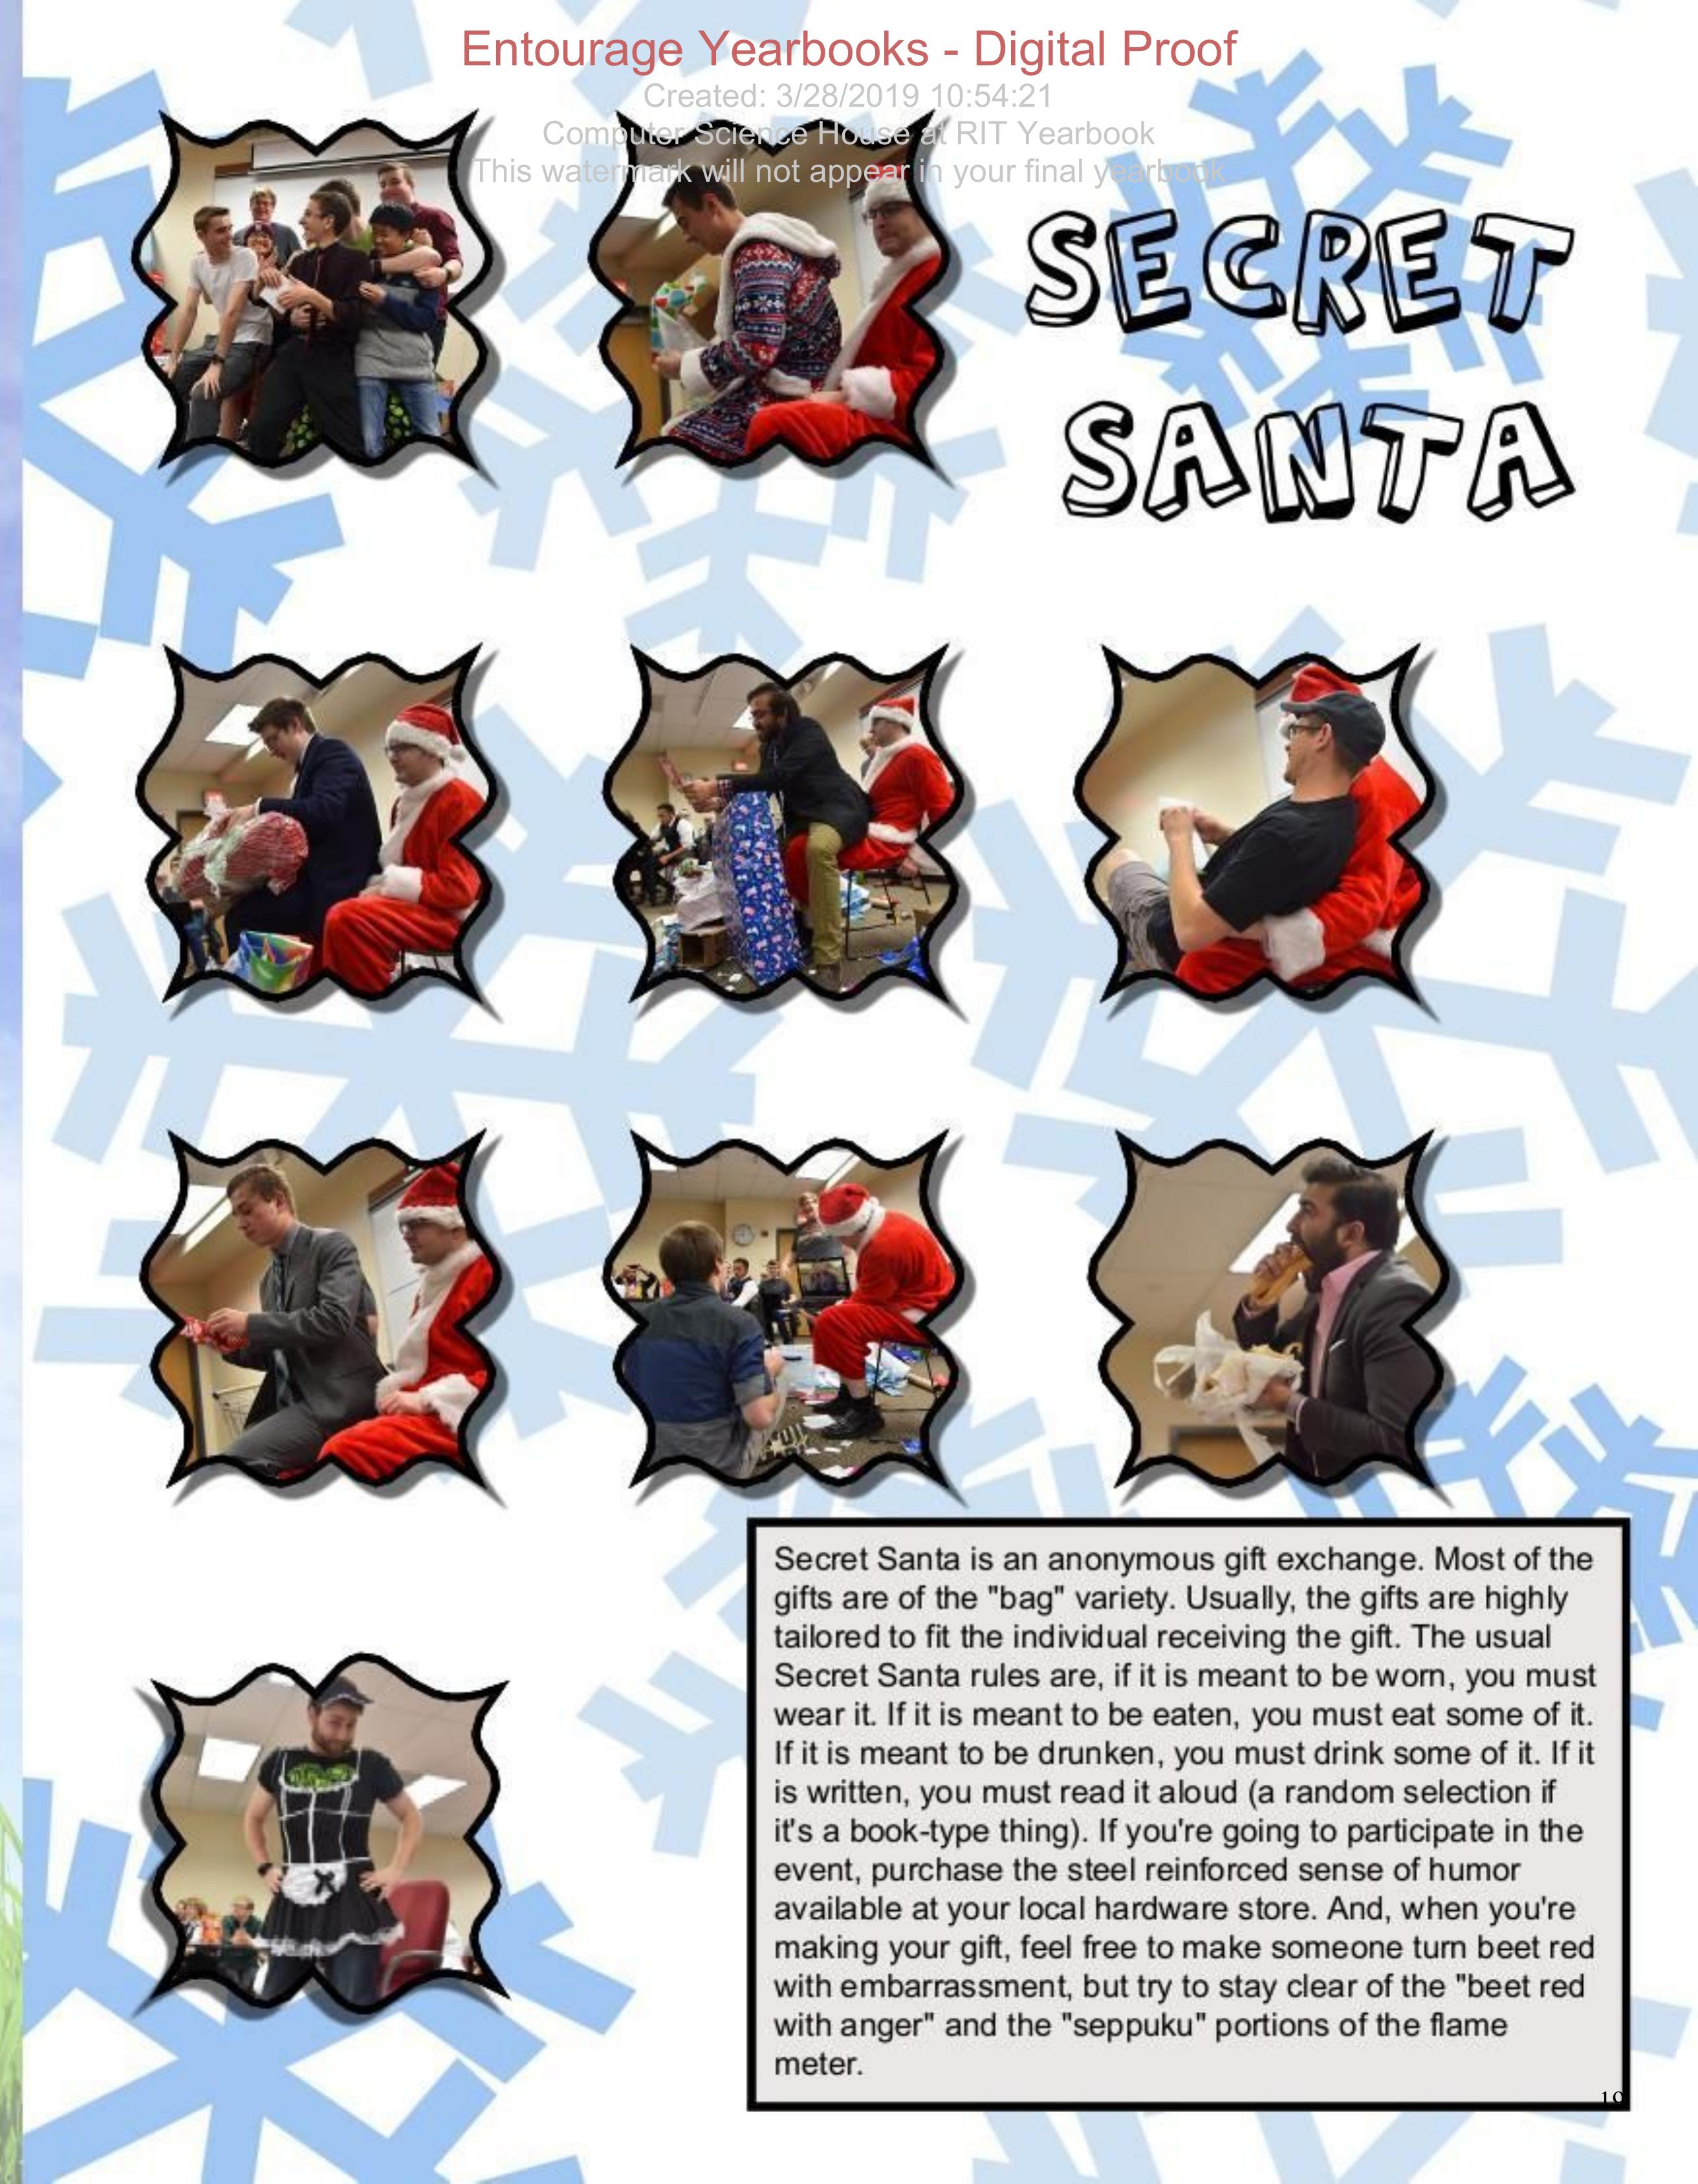 Entourage Yearbooks - Digital Proof
Created: 3/28/2019 10:54:21
Computer Science House at RIT Yearbook
This watermark will not appear in your final yearbook
SECRET
SANTA
Secret Santa is an anonymous gift exchange. Most of the
gifts are of the "bag" variety. Usually, the gifts are highly
tailored to fit the individual receiving the gift. The usual
Secret Santa rules are, if it is meant to be worn, you must
wear it. If it is meant to be eaten, you must eat some of it.
If it is meant to be drunken, you must drink some of it. If it
is written, you must read it aloud (a random selection if
it's a book-type thing). If you're going to participate in the
event, purchase the steel reinforced sense of humor
available at your local hardware store. And, when you're
making your gift, feel free to make someone turn beet red
with embarrassment, but try to stay clear of the "beet red
with anger" and the "seppuku" portions of the flame
meter.
19